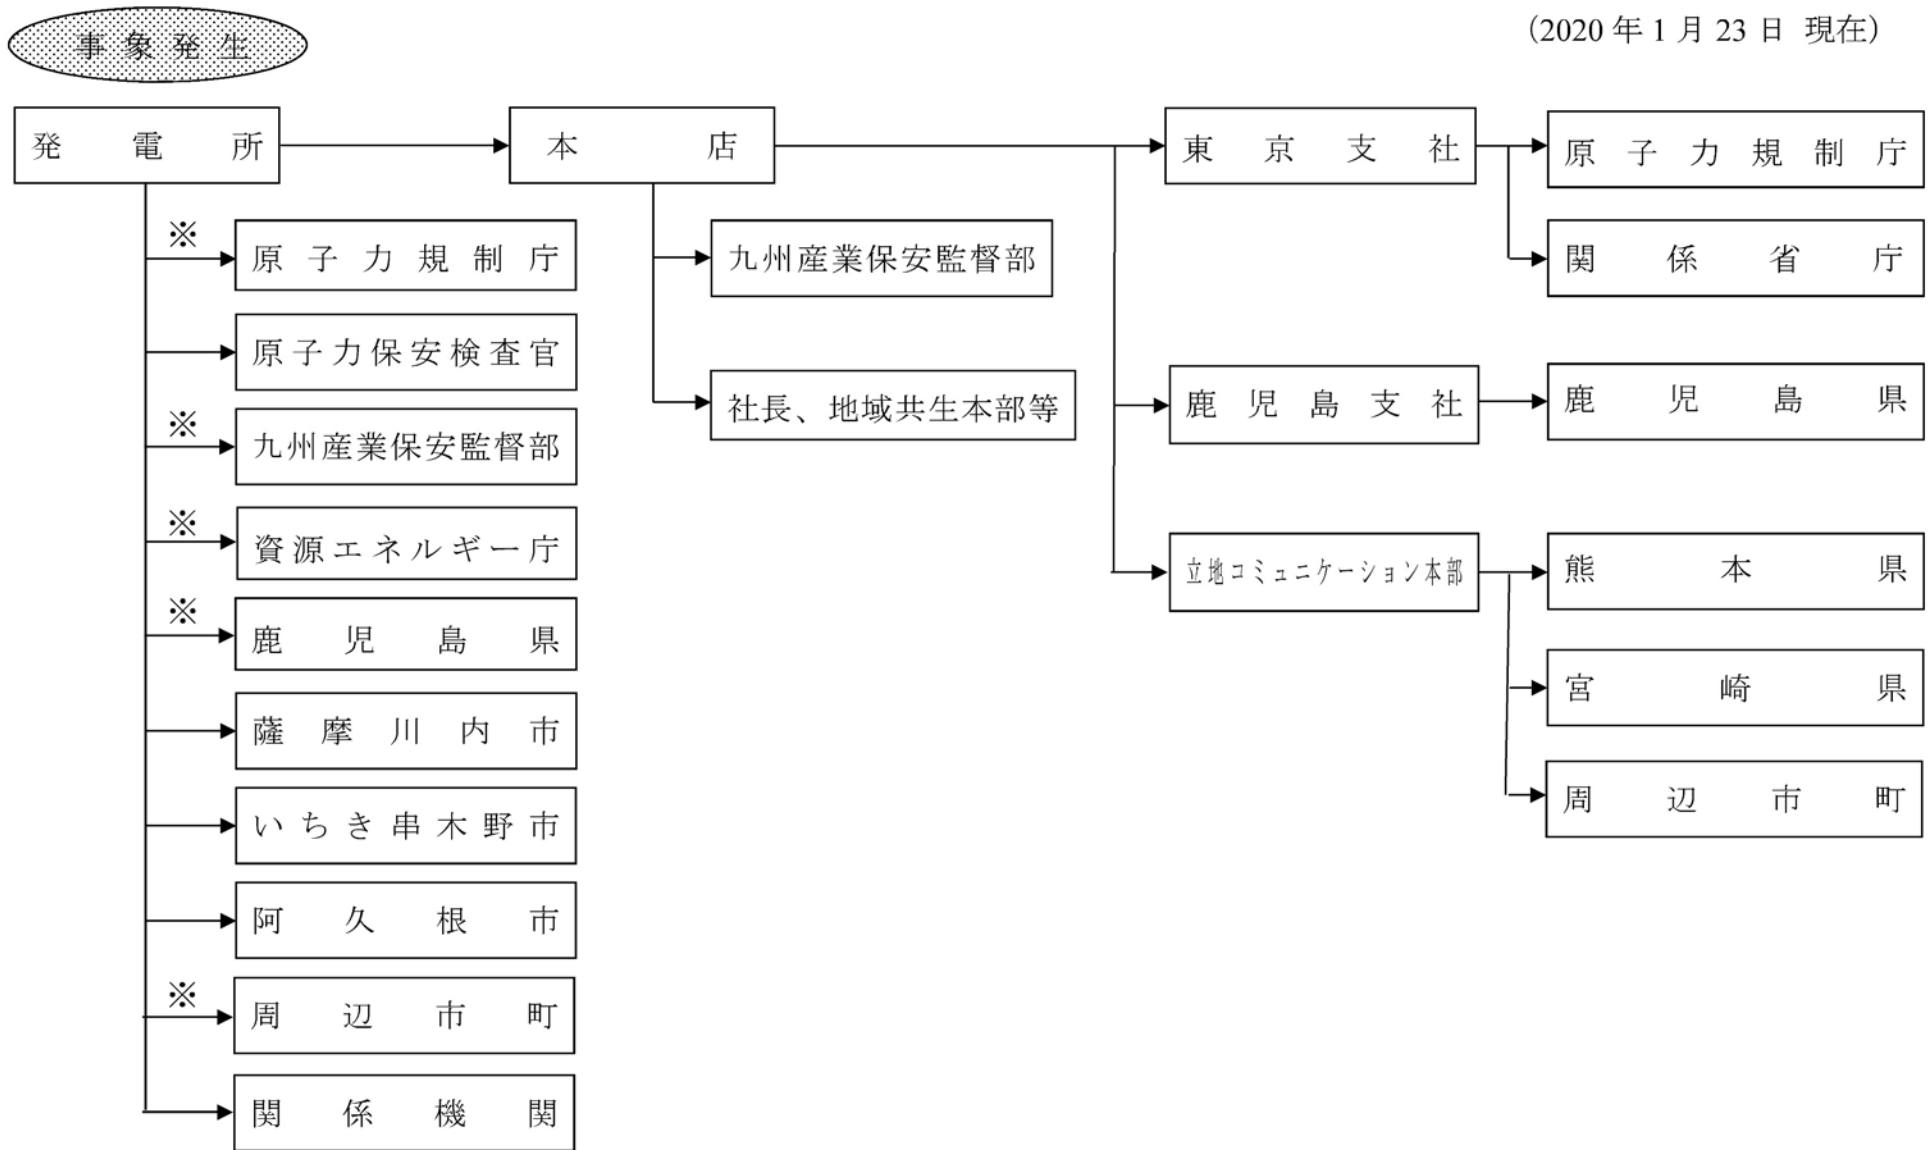 事象発生
(2020年1月23日 現在)
発電所
本店
東京支社
原子力規制庁
※
原子力規制庁
九州産業保安監督部
関係省庁
原子力保安検査官
社長、地域共生本部等
鹿児島支社
鹿児島県
※
九州産業保安監督部
※
資源エネルギー庁
立地コミュニケーション本部
熊本県
※
鹿児島県
宮崎県
薩摩川内市
周辺市町
いちき串木野市
阿久根市
※
周辺市町
関係機関